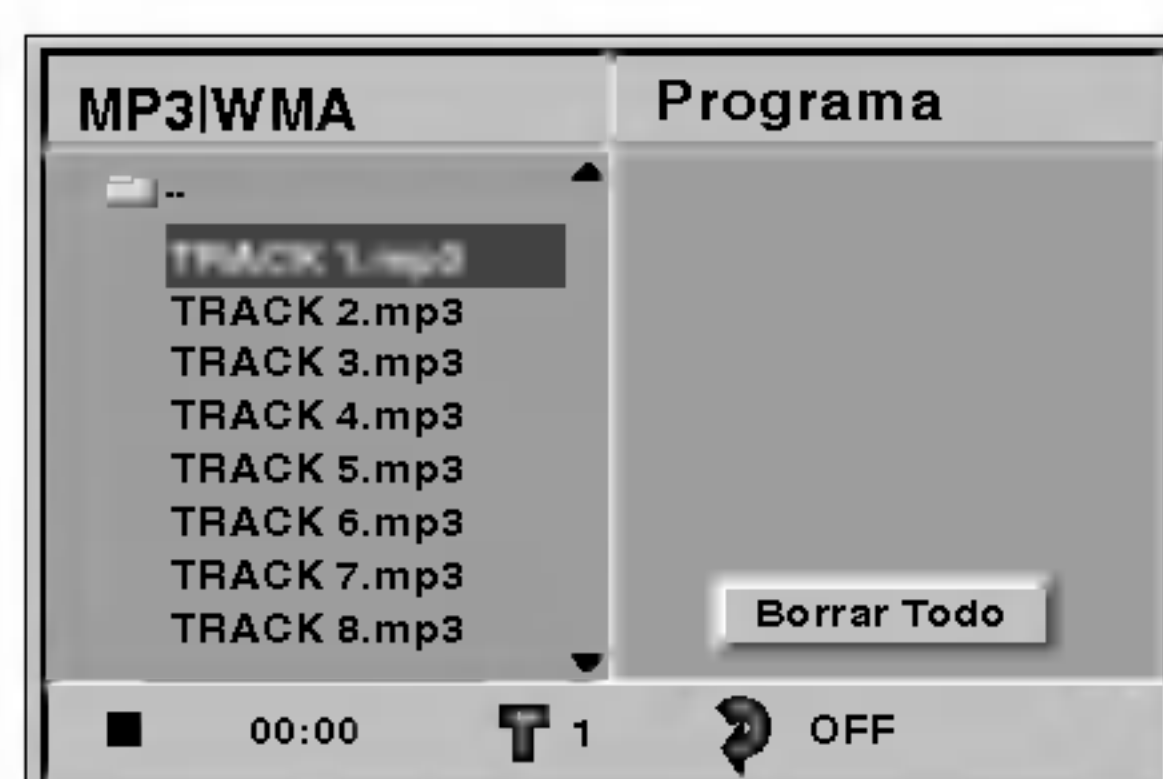 MP3|WMA
Programa
--
TRACK 1.mp3
TRACK 2.mp3
TRACK 3.mp3
TRACK 4.mp3
TRACK 5.mp3
TRACK 6.mp3
TRACK 7.mp3
TRACK 8.mp3
Borrar Todo
00:00 T 1 OFF